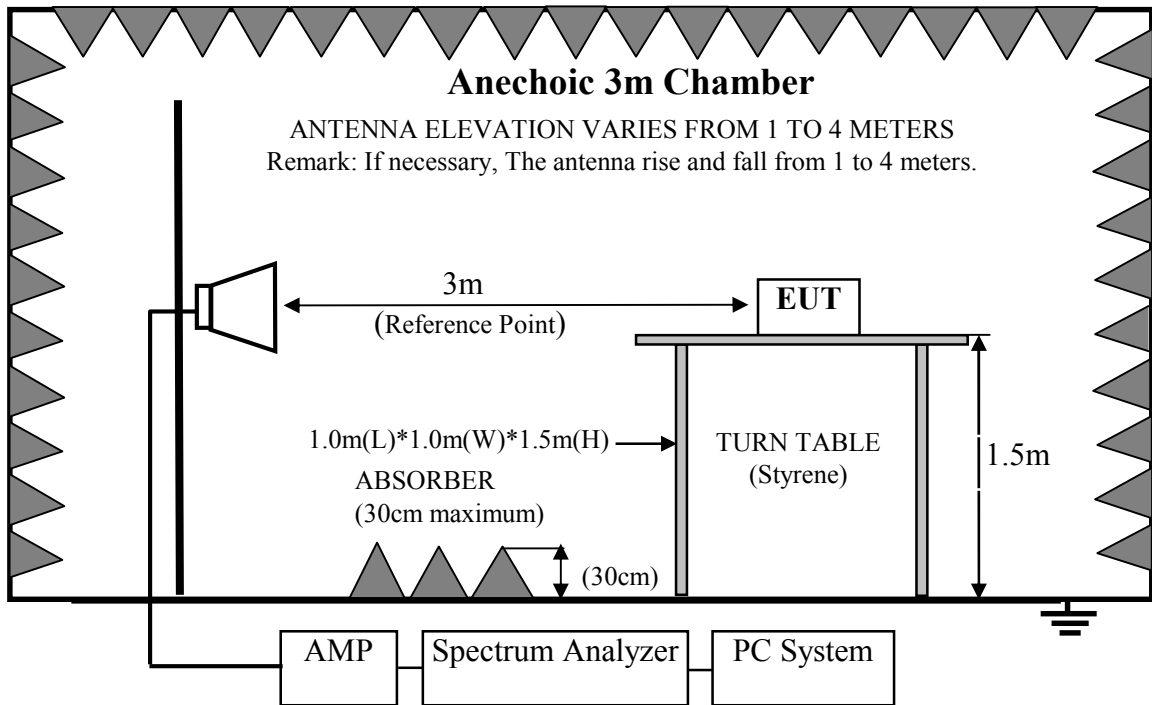 Anechoic 3m Chamber
ANTENNA ELEVATION VARIES FROM 1 TO 4 METERS
Remark: If necessary, The antenna rise and fall from 1 to 4 meters.
3m
(Reference Point)
EUT
1.0m(L)*1.0m(W)*1.5m(H)
ABSORBER
(30cm maximum)
TURN TABLE
(Styrene)
1.5m
(30cm)
AMP
Spectrum Analyzer
PC System